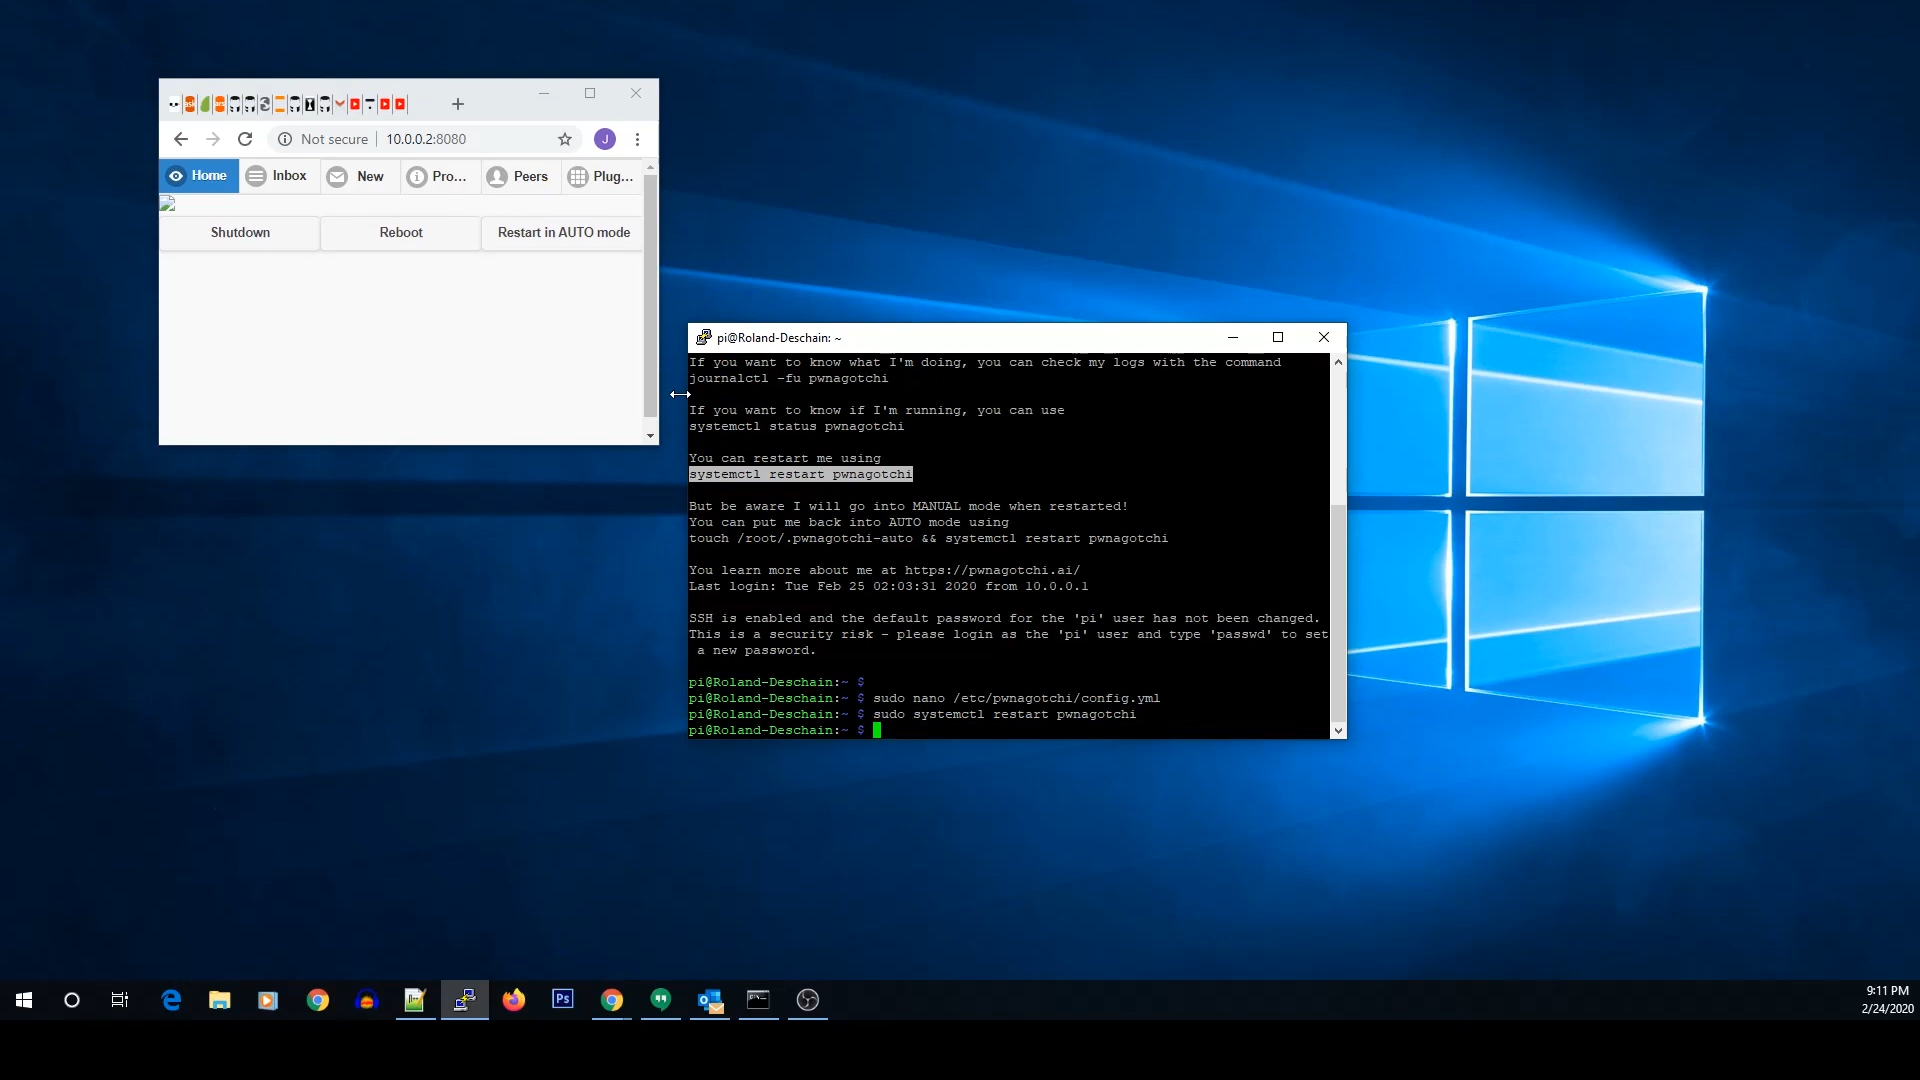 Not secure
10.0.0.2:8080
J
Home
Inbox
New
Pro...
Peers
Plug...
Shutdown
Reboot
Restart in AUTO mode
pi@Roland-Deschain: ~
If you want to know what I'm doing, you can check my logs with the command
journalctl -fu pwnagotchi
If you want to know if I'm running, you can use
systemctl status pwnagotchi
You can restart me using
systemctl restart pwnagotchi
But be aware I will go into MANUAL mode when restarted!
You can put me back into AUTO mode using
touch /root/.pwnagotchi-auto && systemctl restart pwnagotchi
You learn more about me at https://pwnagotchi.ai/
Last login: Tue Feb 25 02:03:31 2020 from 10.0.0.1
SSH is enabled and the default password for the 'pi' user has not been changed.
This is a security risk - please login as the 'pi' user and type 'passwd' to set
a new password.
pi@Roland-Deschain:~ $
pi@Roland-Deschain:~ $ sudo nano /etc/pwnagotchi/config.yml
pi@Roland-Deschain:~ $ sudo systemctl restart pwnagotchi
pi@Roland-Deschain:~ $
Ps
9:11 PM
2/24/2020